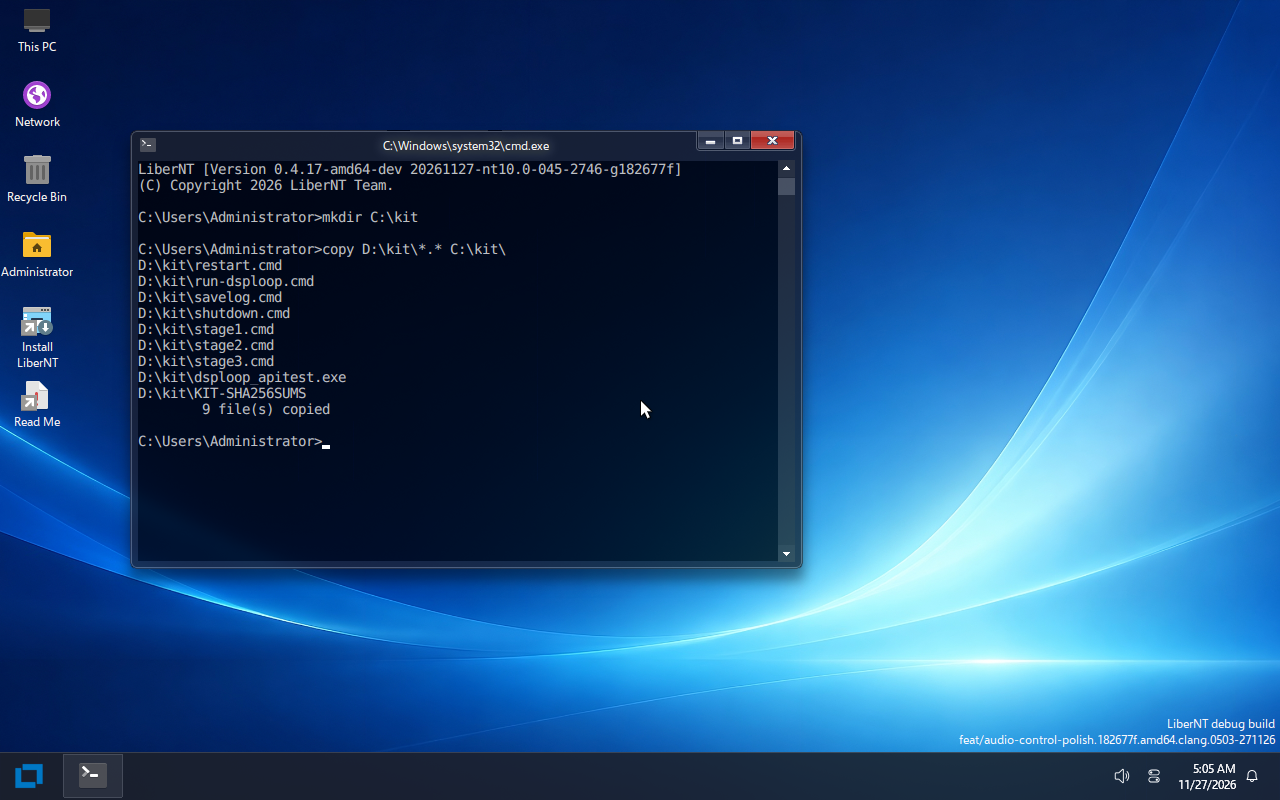 This PC
Network
Recycle Bin
Administrator
Install
LiberNT
Read Me
C:\Windows\system32\cmd.exe
LiberNT [Version 0.4.17-amd64-dev 20261127-nt10.0-045-2746-g182677f]
(C) Copyright 2026 LiberNT Team.
C:\Users\Administrator>mkdir C:\kit
C:\Users\Administrator>copy D:\kit\*.* C:\kit\
D:\kit\restart.cmd
D:\kit\run-dsploop.cmd
D:\kit\savelog.cmd
D:\kit\shutdown.cmd
D:\kit\stage1.cmd
D:\kit\stage2.cmd
D:\kit\stage3.cmd
D:\kit\dsploop_apitest.exe
D:\kit\KIT-SHA256SUMS
9 file(s) copied
C:\Users\Administrator>
LiberNT debug build
feat/audio-control-polish.182677f.amd64.clang.0503-271126
5:05 AM
11/27/2026